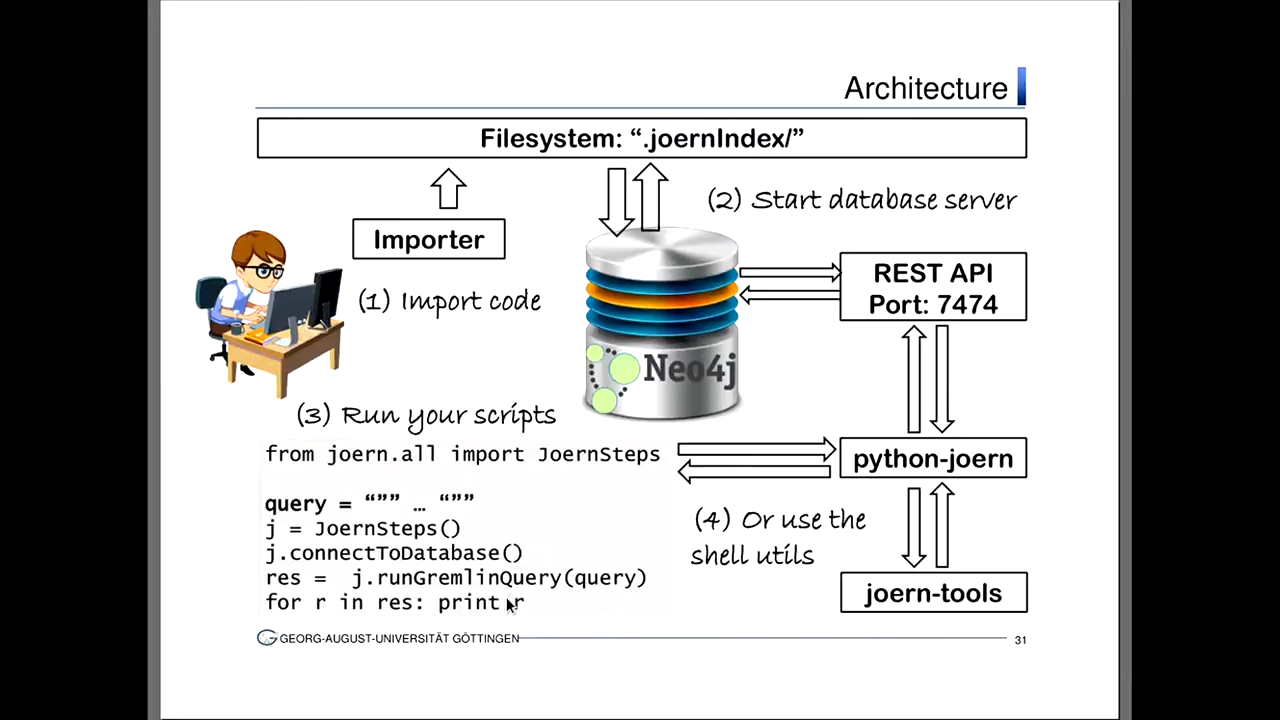 Architecture
Filesystem: “.joernIndex/”
(2) Start database server
Importer
(1) Import code
REST API
Port: 7474
Neo4j
(3) Run your scripts
from joern.all import JoernSteps
python-joern
query = “”” … “””
j = JoernSteps()
j.connectToDatabase()
res = j.runGremlinQuery(query)
for r in res: print r
(4) Or use the
shell utils
joern-tools
GEORG-AUGUST-UNIVERSITÄT GÖTTINGEN
31